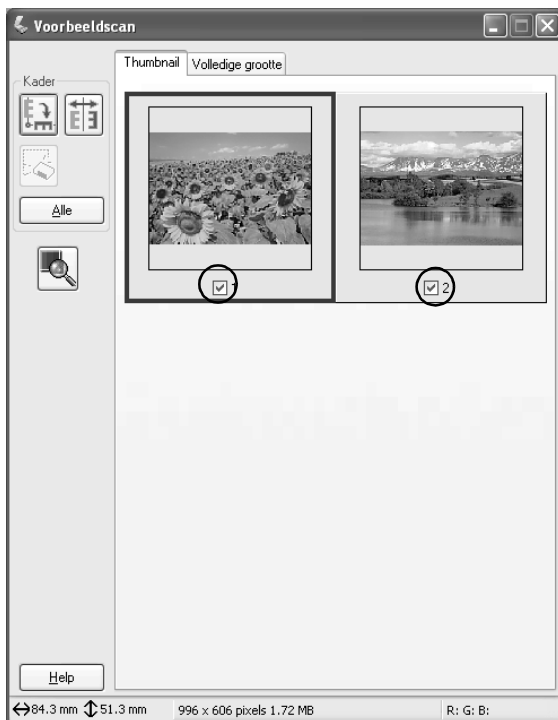 Voorbeeldscan
Thumbnail Volledige grootte
Kader
Alle
1 2
Help
84.3 mm 51.3 mm 996 x 606 pixels 1.72 MB R: G: B: